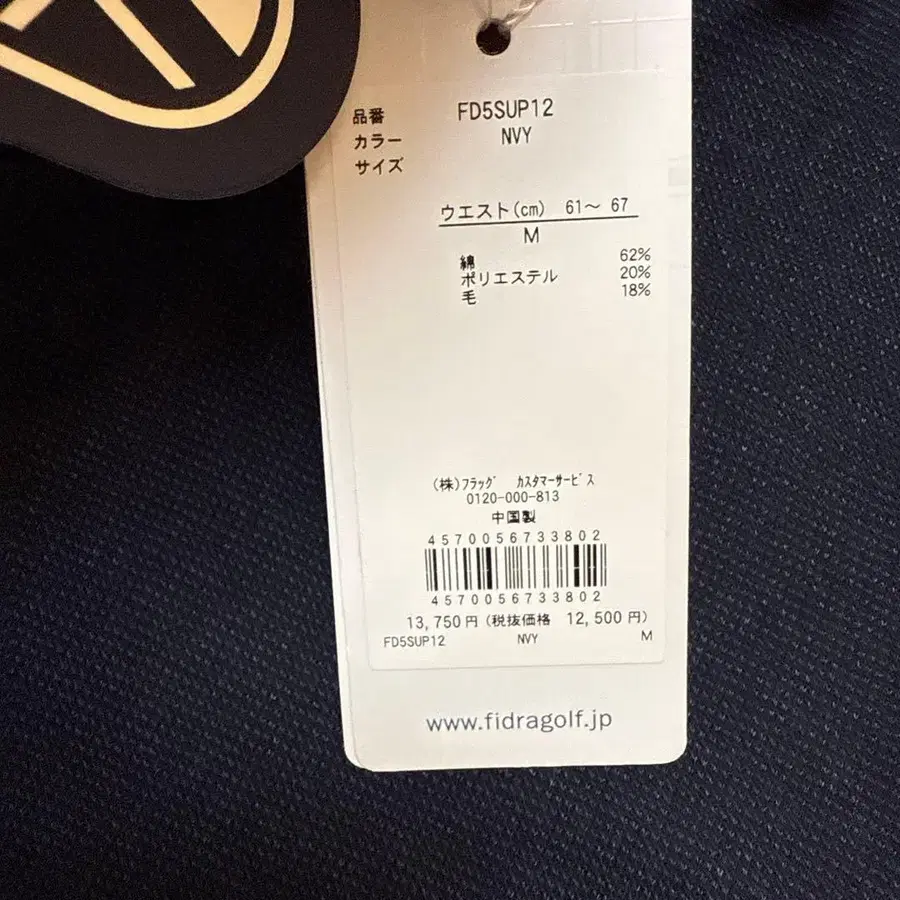 品番 FD5SUP12
カラー NVY
サイズ
ウエスト(cm) 61〜 67
M
綿 62%
ポリエステル 20%
毛 18%
(株)フラッグ カスタマーサービス
0120-000-813
中国製
4570056733802
4570056733802
13,750円(税抜価格 12,500円)
FD5SUP12 NVY M
www.fidragolf.jp